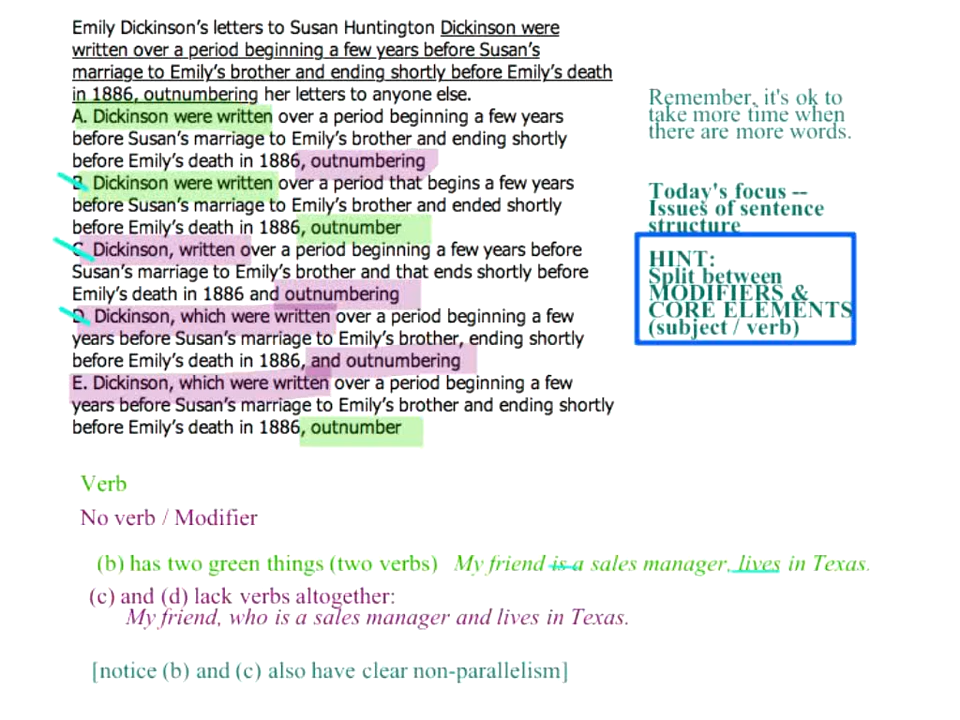 Emily Dickinson's letters to Susan Huntington Dickinson were
written over a period beginning a few years before Susan's
marriage to Emily's brother and ending shortly before Emily's death
in 1886, outnumbering her letters to anyone else.
A. Dickinson were written over a period beginning a few years
before Susan's marriage to Emily's brother and ending shortly
before Emily's death in 1886, outnumbering
B. Dickinson were written over a period that begins a few years
before Susan's marriage to Emily's brother and ended shortly
before Emily's death in 1886, outnumber
C. Dickinson, written over a period beginning a few years before
Susan's marriage to Emily's brother and that ends shortly before
Emily's death in 1886 and outnumbering
D. Dickinson, which were written over a period beginning a few
years before Susan's marriage to Emily's brother, ending shortly
before Emily's death in 1886, and outnumbering
E. Dickinson, which were written over a period beginning a few
years before Susan's marriage to Emily's brother and ending shortly
before Emily's death in 1886, outnumber
Remember, it's ok to
take more time when
there are more words.
Today's focus --
Issues of sentence
structure
HINT:
Split between
MODIFIERS &
CORE ELEMENTS
(subject / verb)
Verb
No verb / Modifier
(b) has two green things (two verbs) My friend is a sales manager, lives in Texas.
(c) and (d) lack verbs altogether:
My friend, who is a sales manager and lives in Texas.
[notice (b) and (c) also have clear non-parallelism]